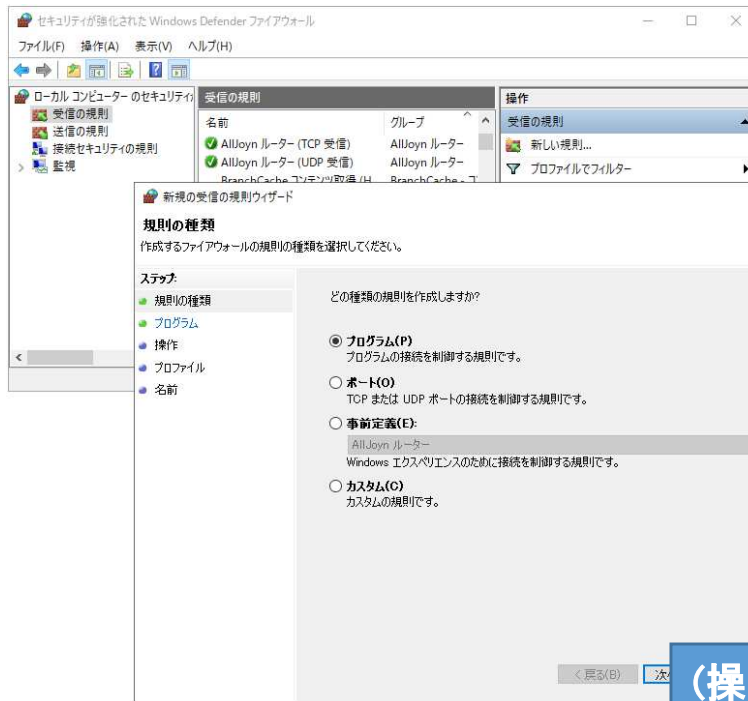 セキュリティが強化された Windows Defender ファイアウォール
ファイル(F) 操作(A) 表示(V) ヘルプ(H)
ローカル コンピューター のセキュリティ
受信の規則
送信の規則
接続セキュリティの規則
監視
受信の規則
名前 グループ
AllJoyn ルーター (TCP 受信) AllJoyn ルーター
AllJoyn ルーター (UDP 受信) AllJoyn ルーター
BranchCache コンテンツ取得 (H BranchCache - コ
操作
受信の規則
新しい規則...
プロファイルでフィルター
新規の受信の規則ウィザード
規則の種類
作成するファイアウォールの規則の種類を選択してください。
ステップ:
規則の種類
プログラム
操作
プロファイル
名前
どの種類の規則を作成しますか?
プログラム(P)
プログラムの接続を制御する規則です。
ポート(O)
TCP または UDP ポートの接続を制御する規則です。
事前定義(E):
AllJoyn ルーター
Windows エクスペリエンスのために接続を制御する規則です。
カスタム(C)
カスタムの規則です。
< 戻る(B) 次
(操